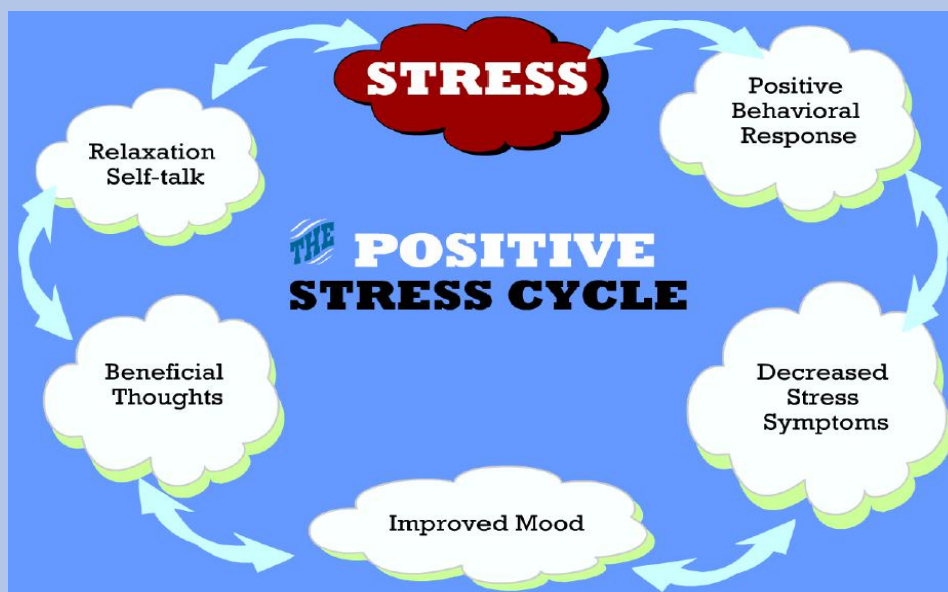 STRESS
Positive
Behavioral
Response
Relaxation
Self-talk
THE POSITIVE
STRESS CYCLE
Beneficial
Thoughts
Decreased
Stress
Symptoms
Improved Mood